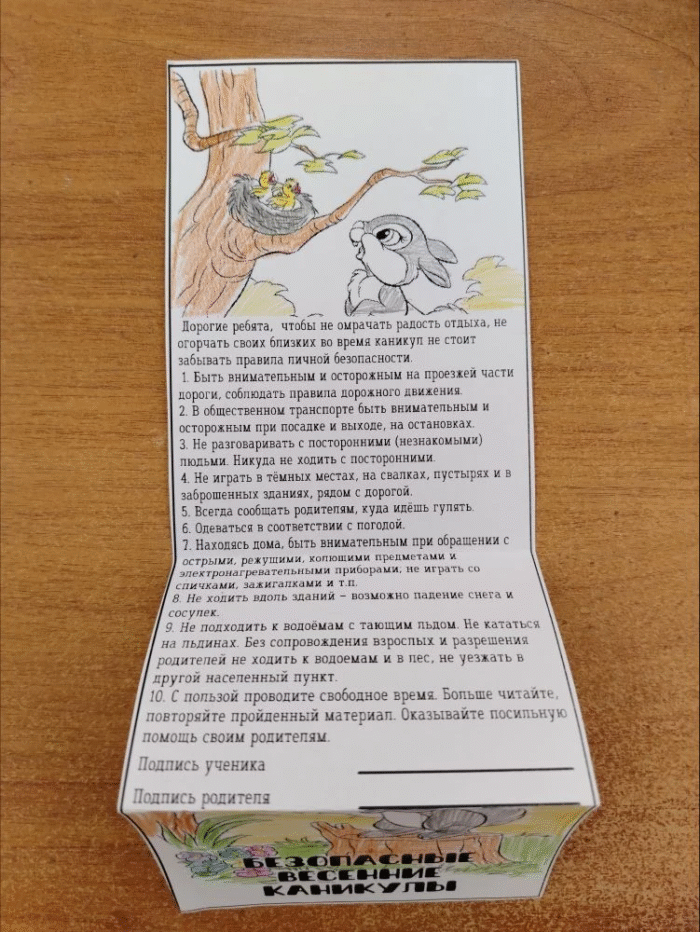 Дорогие ребята, чтобы не омрачать радость отдыха, не
огорчать своих близких во время каникул не стоит
забывать правила личной безопасности.
1. Быть внимательным и осторожным на проезжей части
дороги, соблюдать правила дорожного движения.
2. В общественном транспорте быть внимательным и
осторожным при посадке и выходе, на остановках.
3. Не разговаривать с посторонними (незнакомыми)
людьми. Никуда не ходить с посторонними.
4. Не играть в тёмных местах, на свалках, пустырях и в
заброшенных зданиях, рядом с дорогой.
5. Всегда сообщать родителям, куда идёшь гулять.
6. Одеваться в соответствии с погодой.
7. Находясь дома, быть внимательным при обращении с
острыми, режущими, колющими предметами и
электронагревательными приборами; не играть со
спичками, зажигалками и т.п.
8. Не ходить вдоль зданий – возможно падение снега и
сосулек.
9. Не подходить к водоёмам с тающим льдом. Не кататься
на льдинах. Без сопровождения взрослых и разрешения
родителей не ходить к водоемам и в лес, не уезжать в
другой населенный пункт.
10. С пользой проводите свободное время. Больше читайте,
повторяйте пройденный материал. Оказывайте посильную
помощь своим родителям.
Подпись ученика
Подпись родителя
БЕЗОПАСНЫЕ
ВЕСЕННИЕ
КАНИКУЛЫ